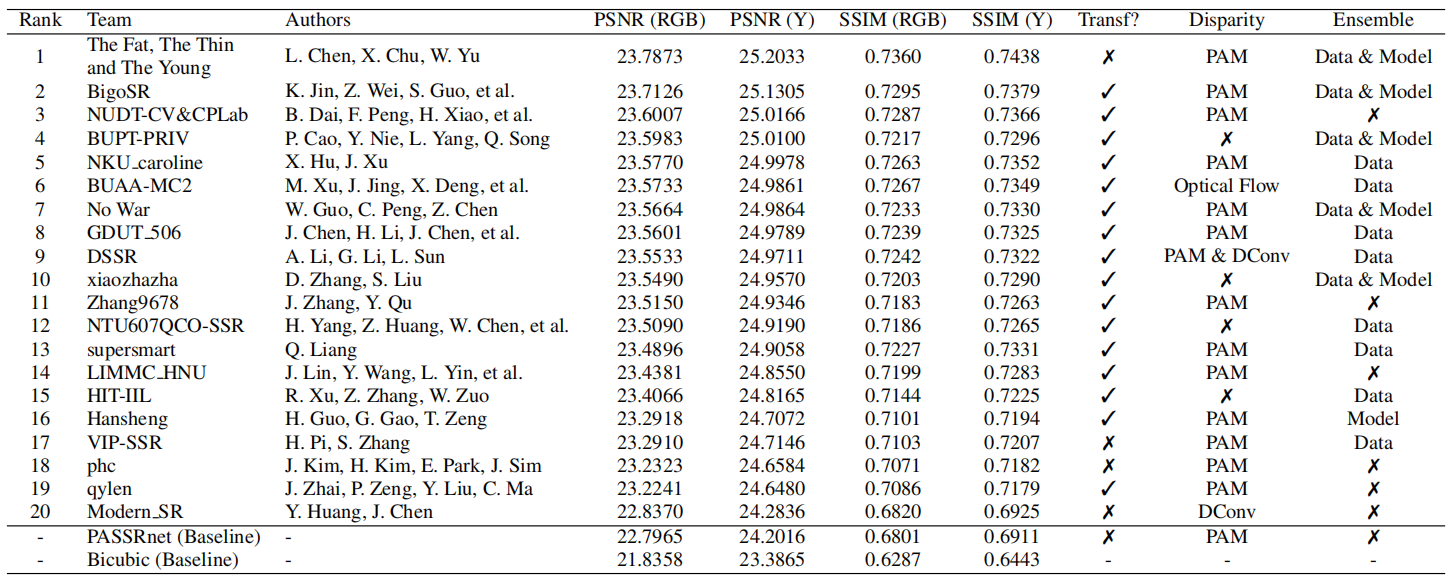 Rank Team Authors PSNR (RGB) PSNR (Y) SSIM (RGB) SSIM (Y) Transf? Disparity Ensemble
1 The Fat, The Thin and The Young L. Chen, X. Chu, W. Yu 23.7873 25.2033 0.7360 0.7438 ✗ PAM Data & Model
2 BigoSR K. Jin, Z. Wei, S. Guo, et al. 23.7126 25.1305 0.7295 0.7379 ✓ PAM Data & Model
3 NUDT-CV&CPLab B. Dai, F. Peng, H. Xiao, et al. 23.6007 25.0166 0.7287 0.7366 ✓ PAM ✗
4 BUPT-PRIV P. Cao, Y. Nie, L. Yang, Q. Song 23.5983 25.0100 0.7217 0.7296 ✓ ✗ Data & Model
5 NKU_caroline X. Hu, J. Xu 23.5770 24.9978 0.7263 0.7352 ✓ PAM Data
6 BUAA-MC2 M. Xu, J. Jing, X. Deng, et al. 23.5733 24.9861 0.7267 0.7349 ✓ Optical Flow Data
7 No War W. Guo, C. Peng, Z. Chen 23.5664 24.9864 0.7233 0.7330 ✓ PAM Data & Model
8 GDUT_506 J. Chen, H. Li, J. Chen, et al. 23.5601 24.9789 0.7239 0.7325 ✓ PAM Data
9 DSSR A. Li, G. Li, L. Sun 23.5533 24.9711 0.7242 0.7322 ✓ PAM & DConv Data
10 xiaozhazha D. Zhang, S. Liu 23.5490 24.9570 0.7203 0.7290 ✓ ✗ Data & Model
11 Zhang9678 J. Zhang, Y. Qu 23.5150 24.9346 0.7183 0.7263 ✓ PAM ✗
12 NTU607QCO-SSR H. Yang, Z. Huang, W. Chen, et al. 23.5090 24.9190 0.7186 0.7265 ✓ ✗ Data
13 supersmart Q. Liang 23.4896 24.9058 0.7227 0.7331 ✓ PAM Data
14 LIMMC_HNU J. Lin, Y. Wang, L. Yin, et al. 23.4381 24.8550 0.7199 0.7283 ✓ PAM ✗
15 HIT-IIL R. Xu, Z. Zhang, W. Zuo 23.4066 24.8165 0.7144 0.7225 ✓ ✗ Data
16 Hansheng H. Guo, G. Gao, T. Zeng 23.2918 24.7072 0.7101 0.7194 ✓ PAM Model
17 VIP-SSR H. Pi, S. Zhang 23.2910 24.7146 0.7103 0.7207 ✗ PAM Data
18 phc J. Kim, H. Kim, E. Park, J. Sim 23.2323 24.6584 0.7071 0.7182 ✗ PAM ✗
19 qylen J. Zhai, P. Zeng, Y. Liu, C. Ma 23.2241 24.6480 0.7086 0.7179 ✓ PAM ✗
20 Modern_SR Y. Huang, J. Chen 22.8370 24.2836 0.6820 0.6925 ✗ DConv ✗
- PASSRnet (Baseline) - 22.7965 24.2016 0.6801 0.6911 ✗ PAM ✗
- Bicubic (Baseline) - 21.8358 23.3865 0.6287 0.6443 - - -